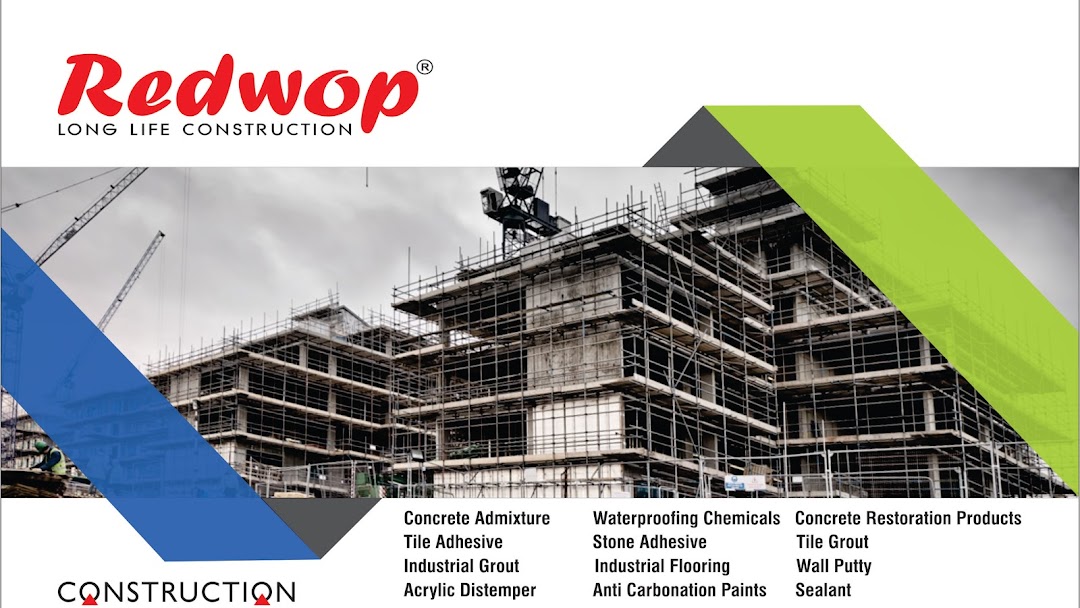 Redwop®
LONG LIFE CONSTRUCTION
Concrete Admixture
Waterproofing Chemicals
Concrete Restoration Products
Tile Adhesive
Stone Adhesive
Tile Grout
Industrial Grout
Industrial Flooring
Wall Putty
Acrylic Distemper
Anti Carbonation Paints
Sealant
CONSTRUCTION